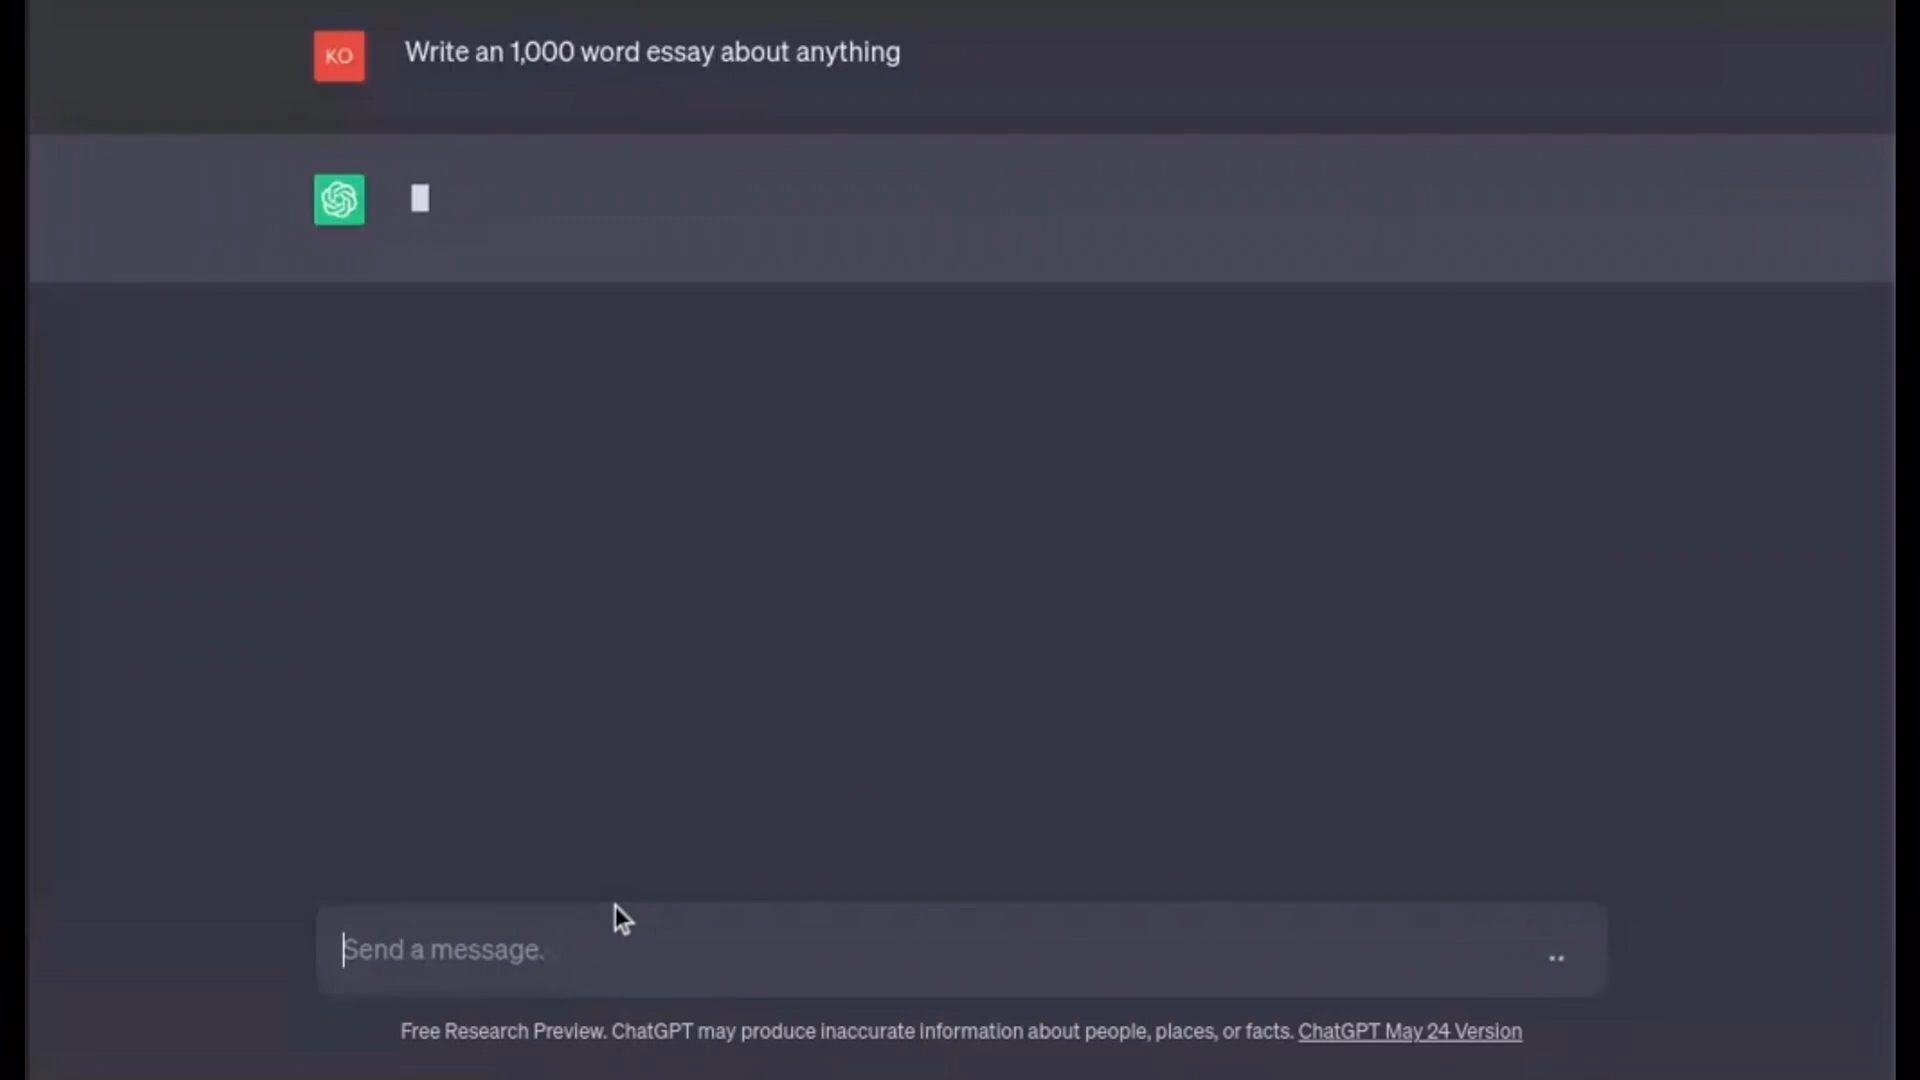 KO
Write an 1,000 word essay about anything
Send a message.
Free Research Preview. ChatGPT may produce inaccurate information about people, places, or facts. ChatGPT May 24 Version